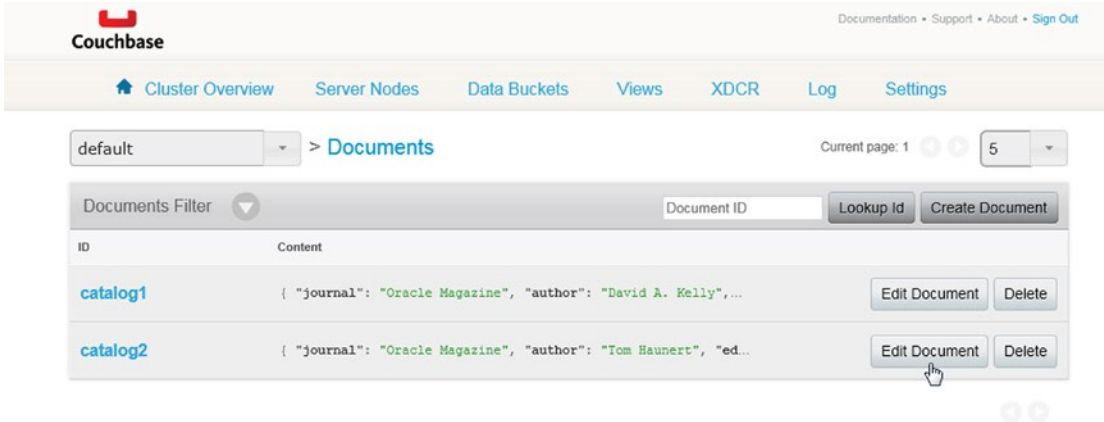 Documentation • Support • About • Sign Out
Couchbase
Cluster Overview Server Nodes Data Buckets Views XDCR Log Settings
default > Documents Current page: 1 5
Documents Filter Document ID Lookup Id Create Document
ID Content
catalog1 { "journal": "Oracle Magazine", "author": "David A. Kelly",... Edit Document Delete
catalog2 { "journal": "Oracle Magazine", "author": "Tom Haunert", "ed... Edit Document Delete